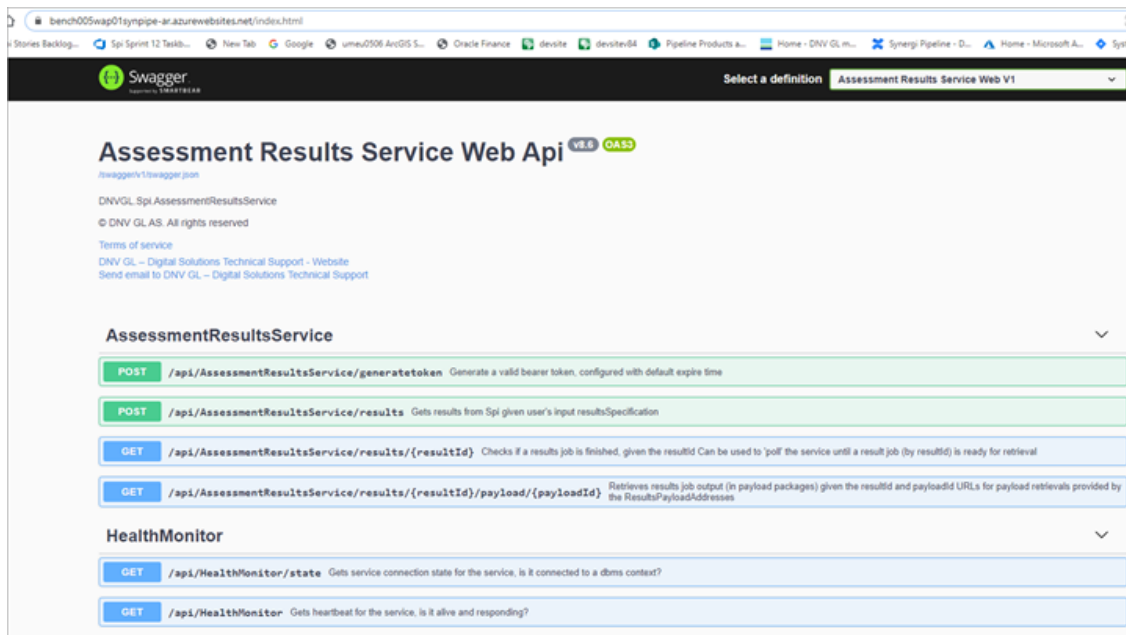 bench005wap01synpipe-ar.azurewebsites.net/index.html
i Stories Backlog... Spi Sprint 12 Taskb... New Tab Google umeu0506 ArcGIS S... Oracle Finance devsite devsitev84 Pipeline Products a... Home - DNV GL m... Synergi Pipeline - D... Home - Microsoft A... Syst
Swagger. Select a definition Assessment Results Service Web V1
Supported by SMARTBEAR
Assessment Results Service Web Api v8.6 OAS3
/swagger/v1/swagger.json
DNVGL.Spi.AssessmentResultsService
© DNV GL AS. All rights reserved
Terms of service
DNV GL – Digital Solutions Technical Support - Website
Send email to DNV GL – Digital Solutions Technical Support
AssessmentResultsService
POST /api/AssessmentResultsService/generatetoken Generate a valid bearer token, configured with default expire time
POST /api/AssessmentResultsService/results Gets results from Spi given user's input resultsSpecification
GET /api/AssessmentResultsService/results/{resultId} Checks if a results job is finished, given the resultId Can be used to 'poll' the service until a result job (by resultId) is ready for retrieval
GET /api/AssessmentResultsService/results/{resultId}/payload/{payloadId} Retrieves results job output (in payload packages) given the resultId and payloadId URLs for payload retrievals provided by
the ResultsPayloadAddresses
HealthMonitor
GET /api/HealthMonitor/state Gets service connection state for the service, is it connected to a dbms context?
GET /api/HealthMonitor Gets heartbeat for the service, is it alive and responding?